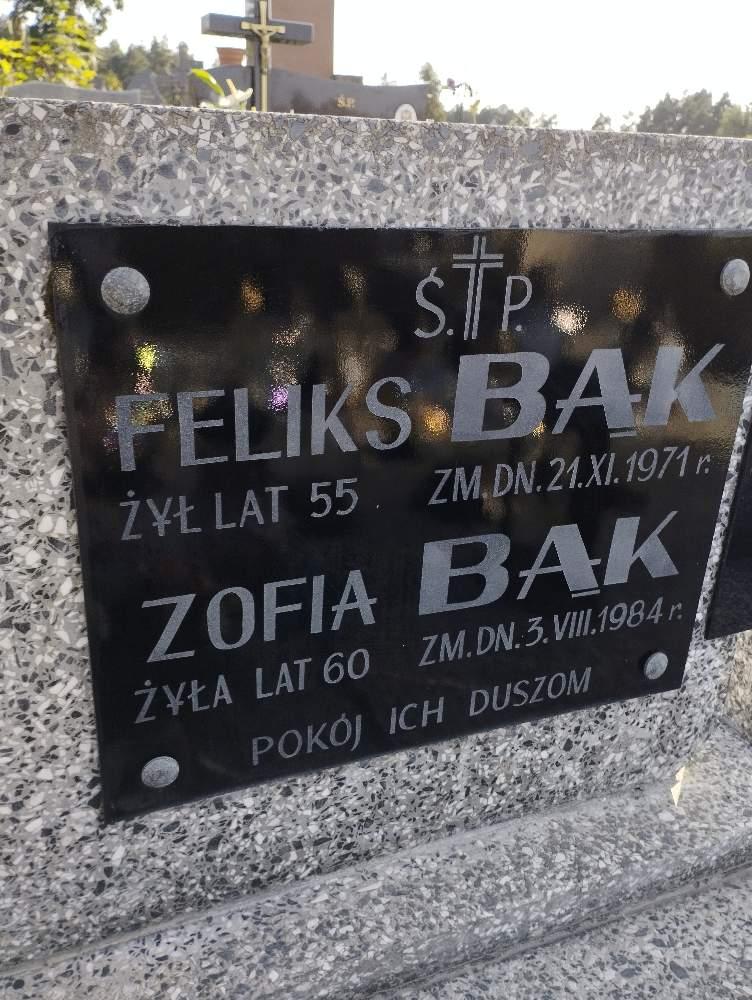 Ś.P.
FELIKS BĄK
ŻYŁ LAT 55 ZM. DN. 21. XI. 1971 r.
ZOFIA BĄK
ŻYŁA LAT 60 ZM. DN. 3. VIII. 1984 r.
POKÓJ ICH DUSZOM
Ś.P.